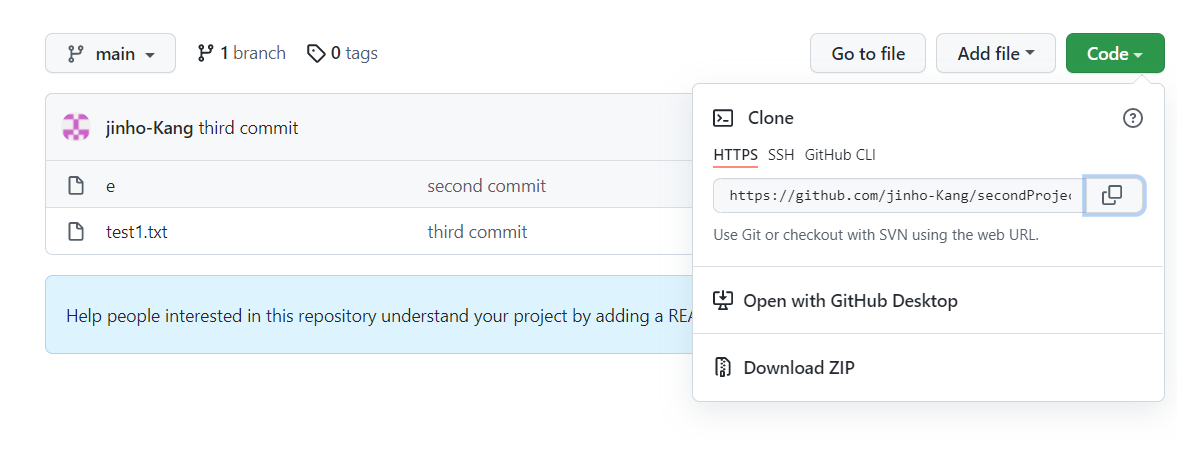 main 1 branch 0 tags Go to file Add file Code
jinho-Kang third commit
e second commit
test1.txt third commit
Help people interested in this repository understand your project by adding a
Clone
HTTPS SSH GitHub CLI
https://github.com/jinho-Kang/secondProjec
Use Git or checkout with SVN using the web URL.
Open with GitHub Desktop
Download ZIP